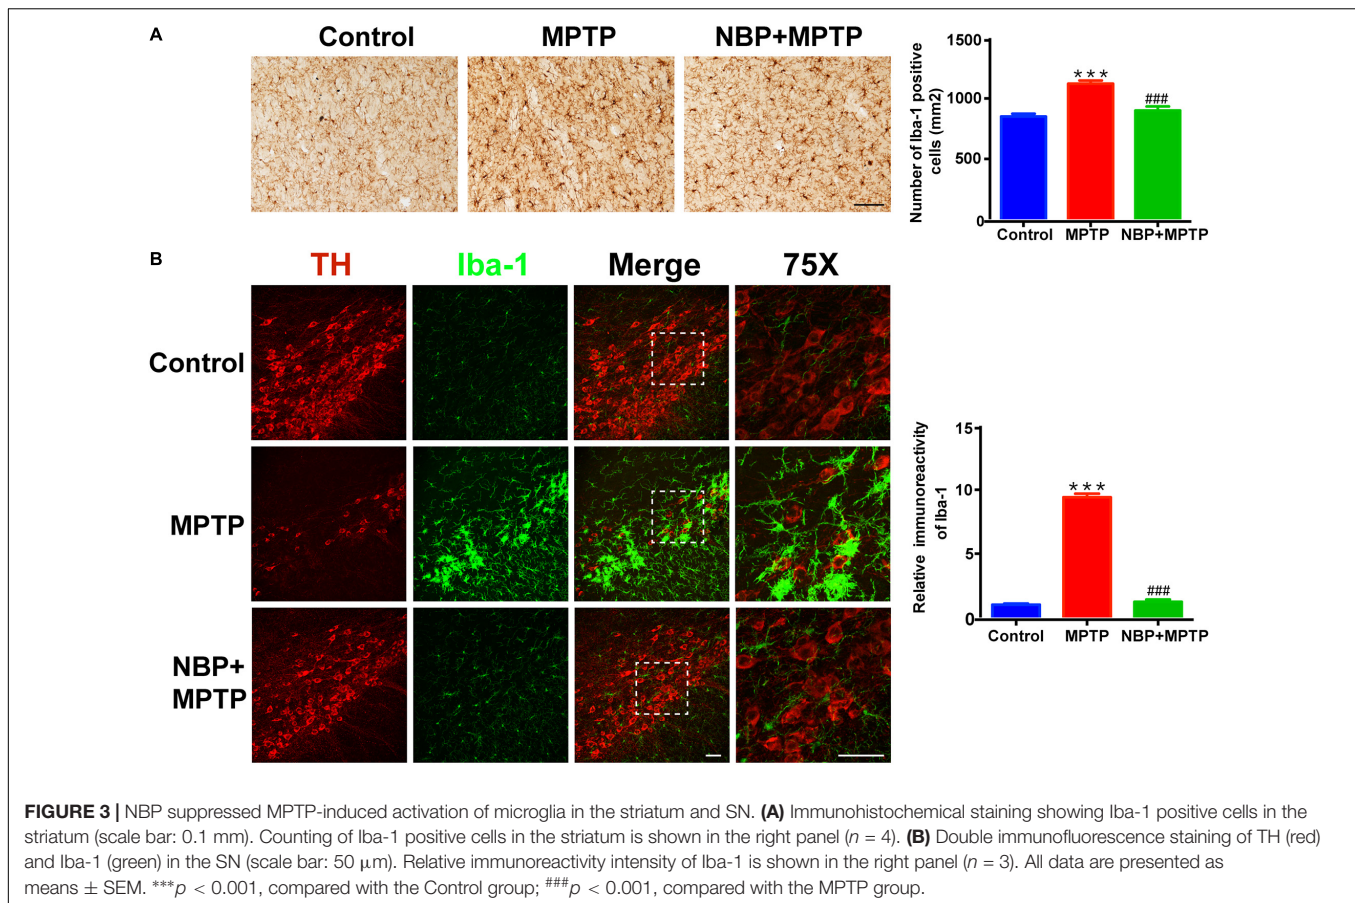 A
Control
MPTP
NBP+MPTP
Number of Iba-1 positive
cells (mm2)
1500
1000
500
0
***
###
Control
MPTP
NBP+MPTP
B
TH
Iba-1
Merge
75X
Control
MPTP
NBP+
MPTP
Relative immunoreactivity
of Iba-1
15
10
5
0
***
###
Control
MPTP
NBP+MPTP
FIGURE 3 | NBP suppressed MPTP-induced activation of microglia in the striatum and SN. (A) Immunohistochemical staining showing Iba-1 positive cells in the
striatum (scale bar: 0.1 mm). Counting of Iba-1 positive cells in the striatum is shown in the right panel (n = 4). (B) Double immunofluorescence staining of TH (red)
and Iba-1 (green) in the SN (scale bar: 50 μm). Relative immunoreactivity intensity of Iba-1 is shown in the right panel (n = 3). All data are presented as
means ± SEM. ***p < 0.001, compared with the Control group; ###p < 0.001, compared with the MPTP group.